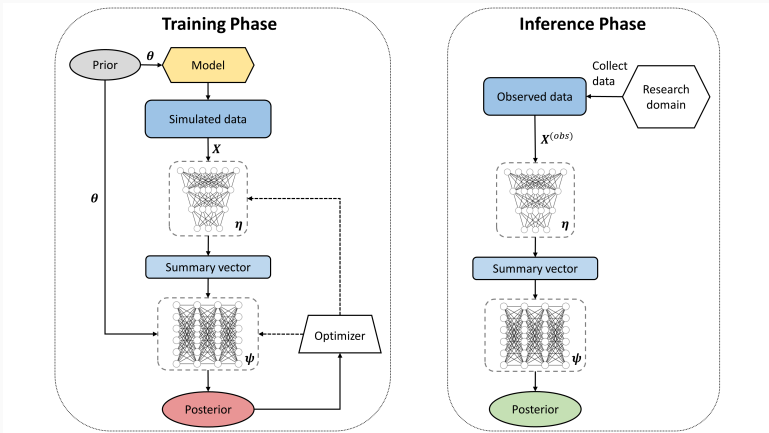 Training Phase
Prior
θ
Model
Simulated data
X
θ
η
Summary vector
ψ
Optimizer
Posterior
Inference Phase
Collect
data
Observed data
Research
domain
X^(obs)
η
Summary vector
ψ
Posterior